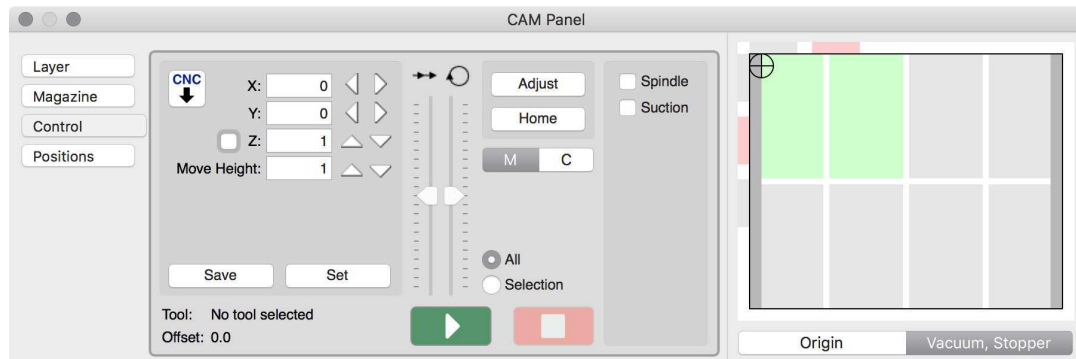 CAM Panel
Layer
Magazine
Control
Positions
CNC
X: 0
Y: 0
Z: 1
Move Height: 1
Save Set
Tool: No tool selected
Offset: 0.0
Adjust
Home
M C
All
Selection
Spindle
Suction
Origin Vacuum, Stopper